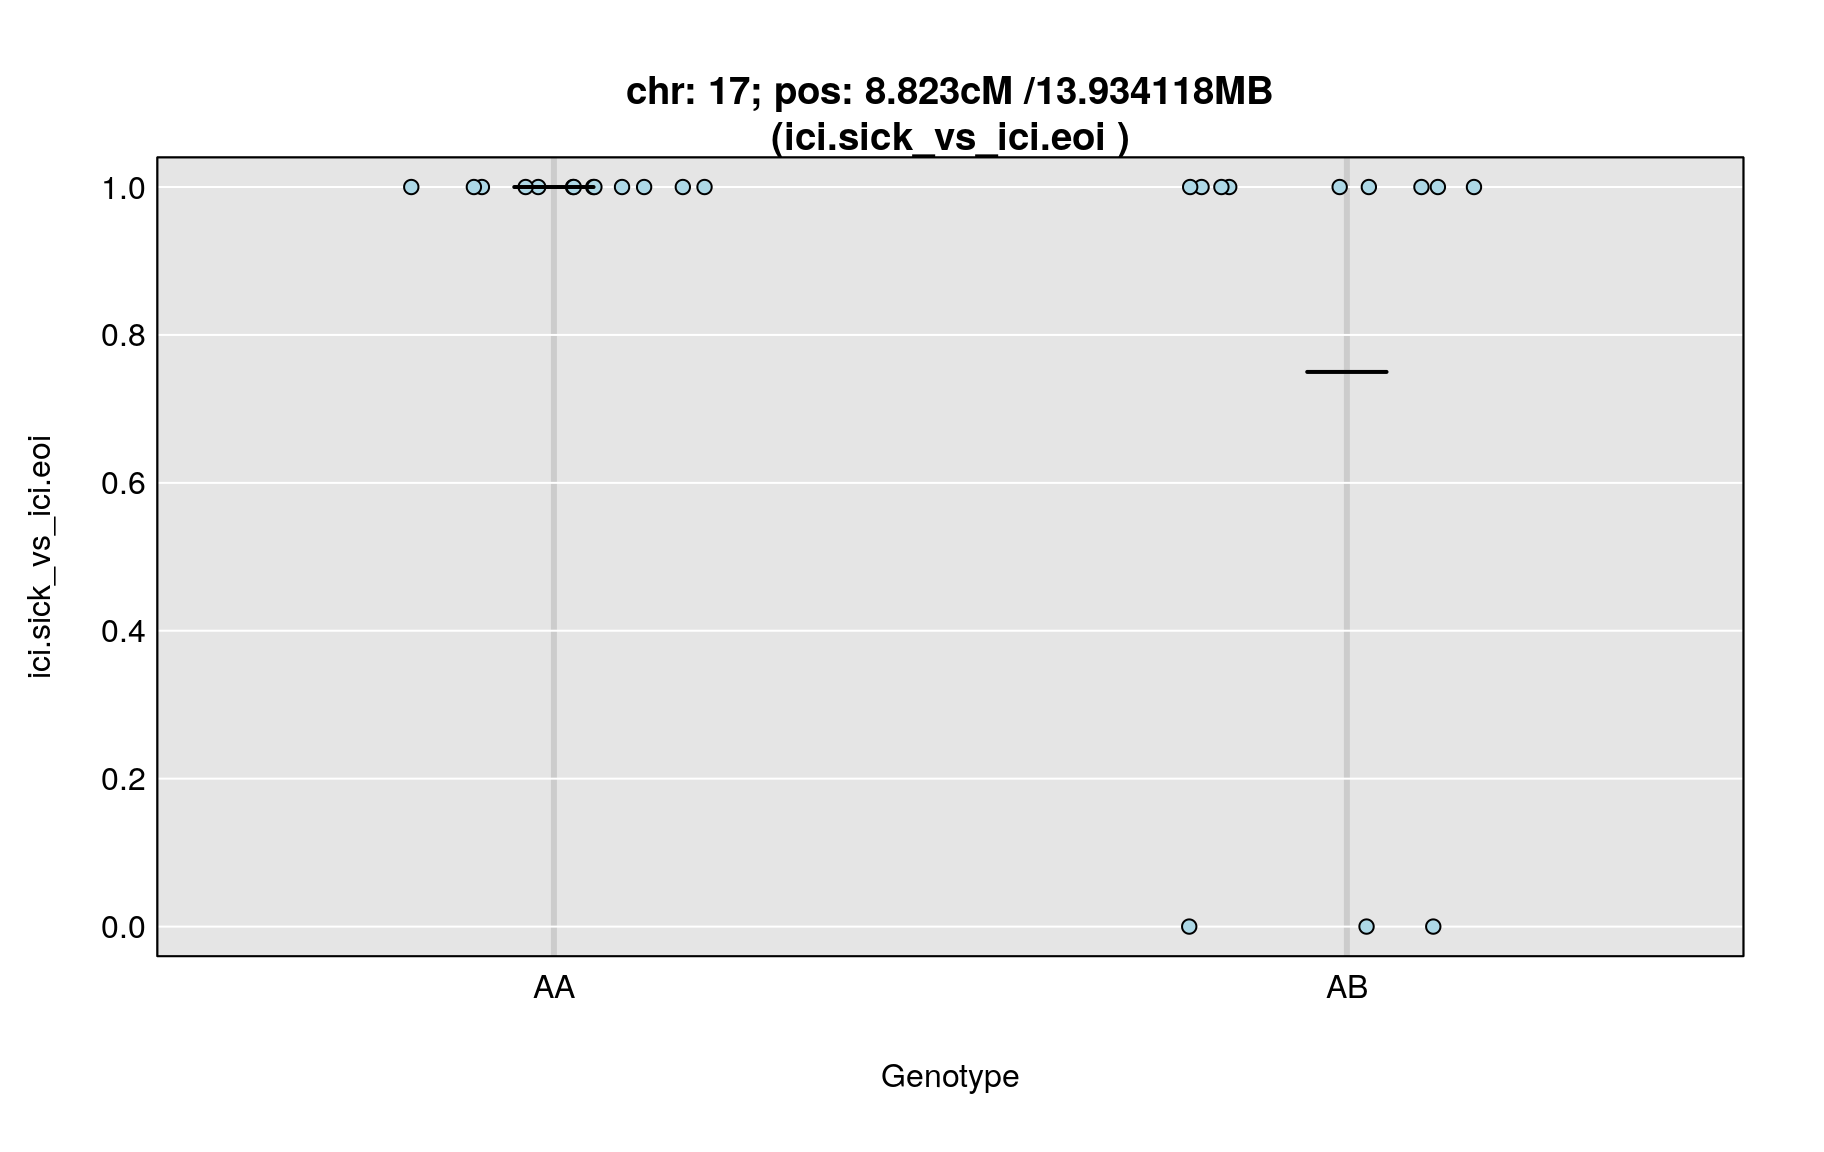 chr: 17; pos: 8.823cM /13.934118MB
(ici.sick_vs_ici.eoi )
ici.sick_vs_ici.eoi
1.0
0.8
0.6
0.4
0.2
0.0
AA AB
Genotype